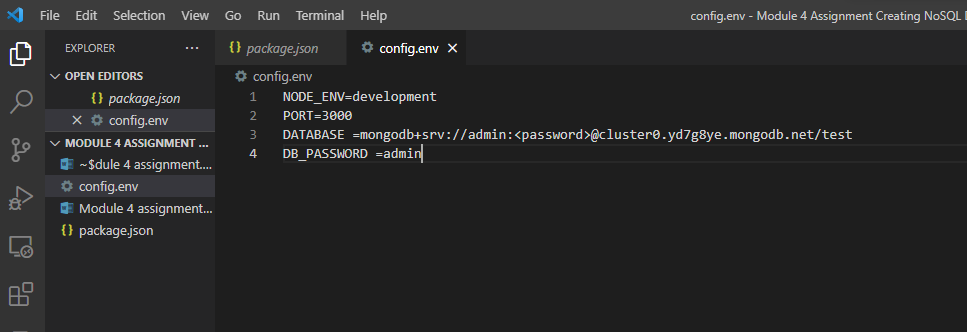 File Edit Selection View Go Run Terminal Help config.env - Module 4 Assignment Creating NoSQL
EXPLORER ···
{} package.json
config.env ×
OPEN EDITORS
{} package.json
× config.env
MODULE 4 ASSIGNMENT ...
~$dule 4 assignment....
config.env
Module 4 assignment...
{} package.json
config.env
1 NODE_ENV=development
2 PORT=3000
3 DATABASE =mongodb+srv://admin:<password>@cluster0.yd7g8ye.mongodb.net/test
4 DB_PASSWORD =admin